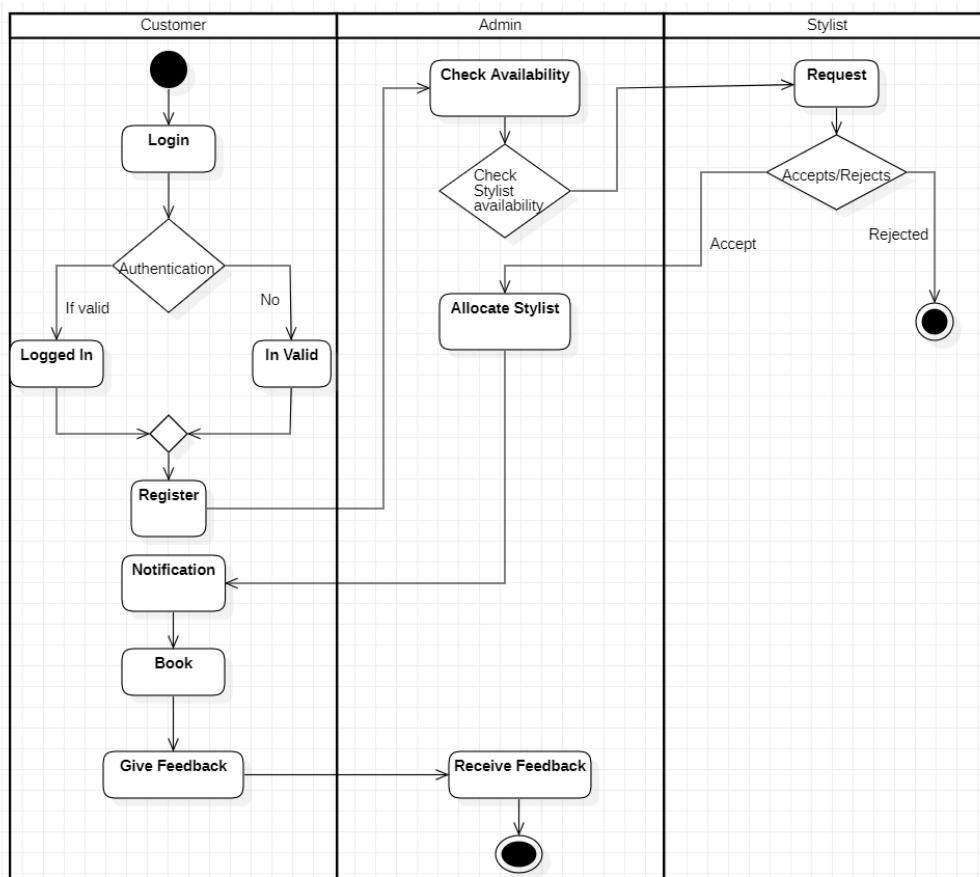 Customer
Admin
Stylist
Login
Authentication
If valid
No
Logged In
In Valid
Register
Notification
Book
Give Feedback
Check Availability
Check
Stylist
availability
Allocate Stylist
Receive Feedback
Request
Accepts/Rejects
Accept
Rejected